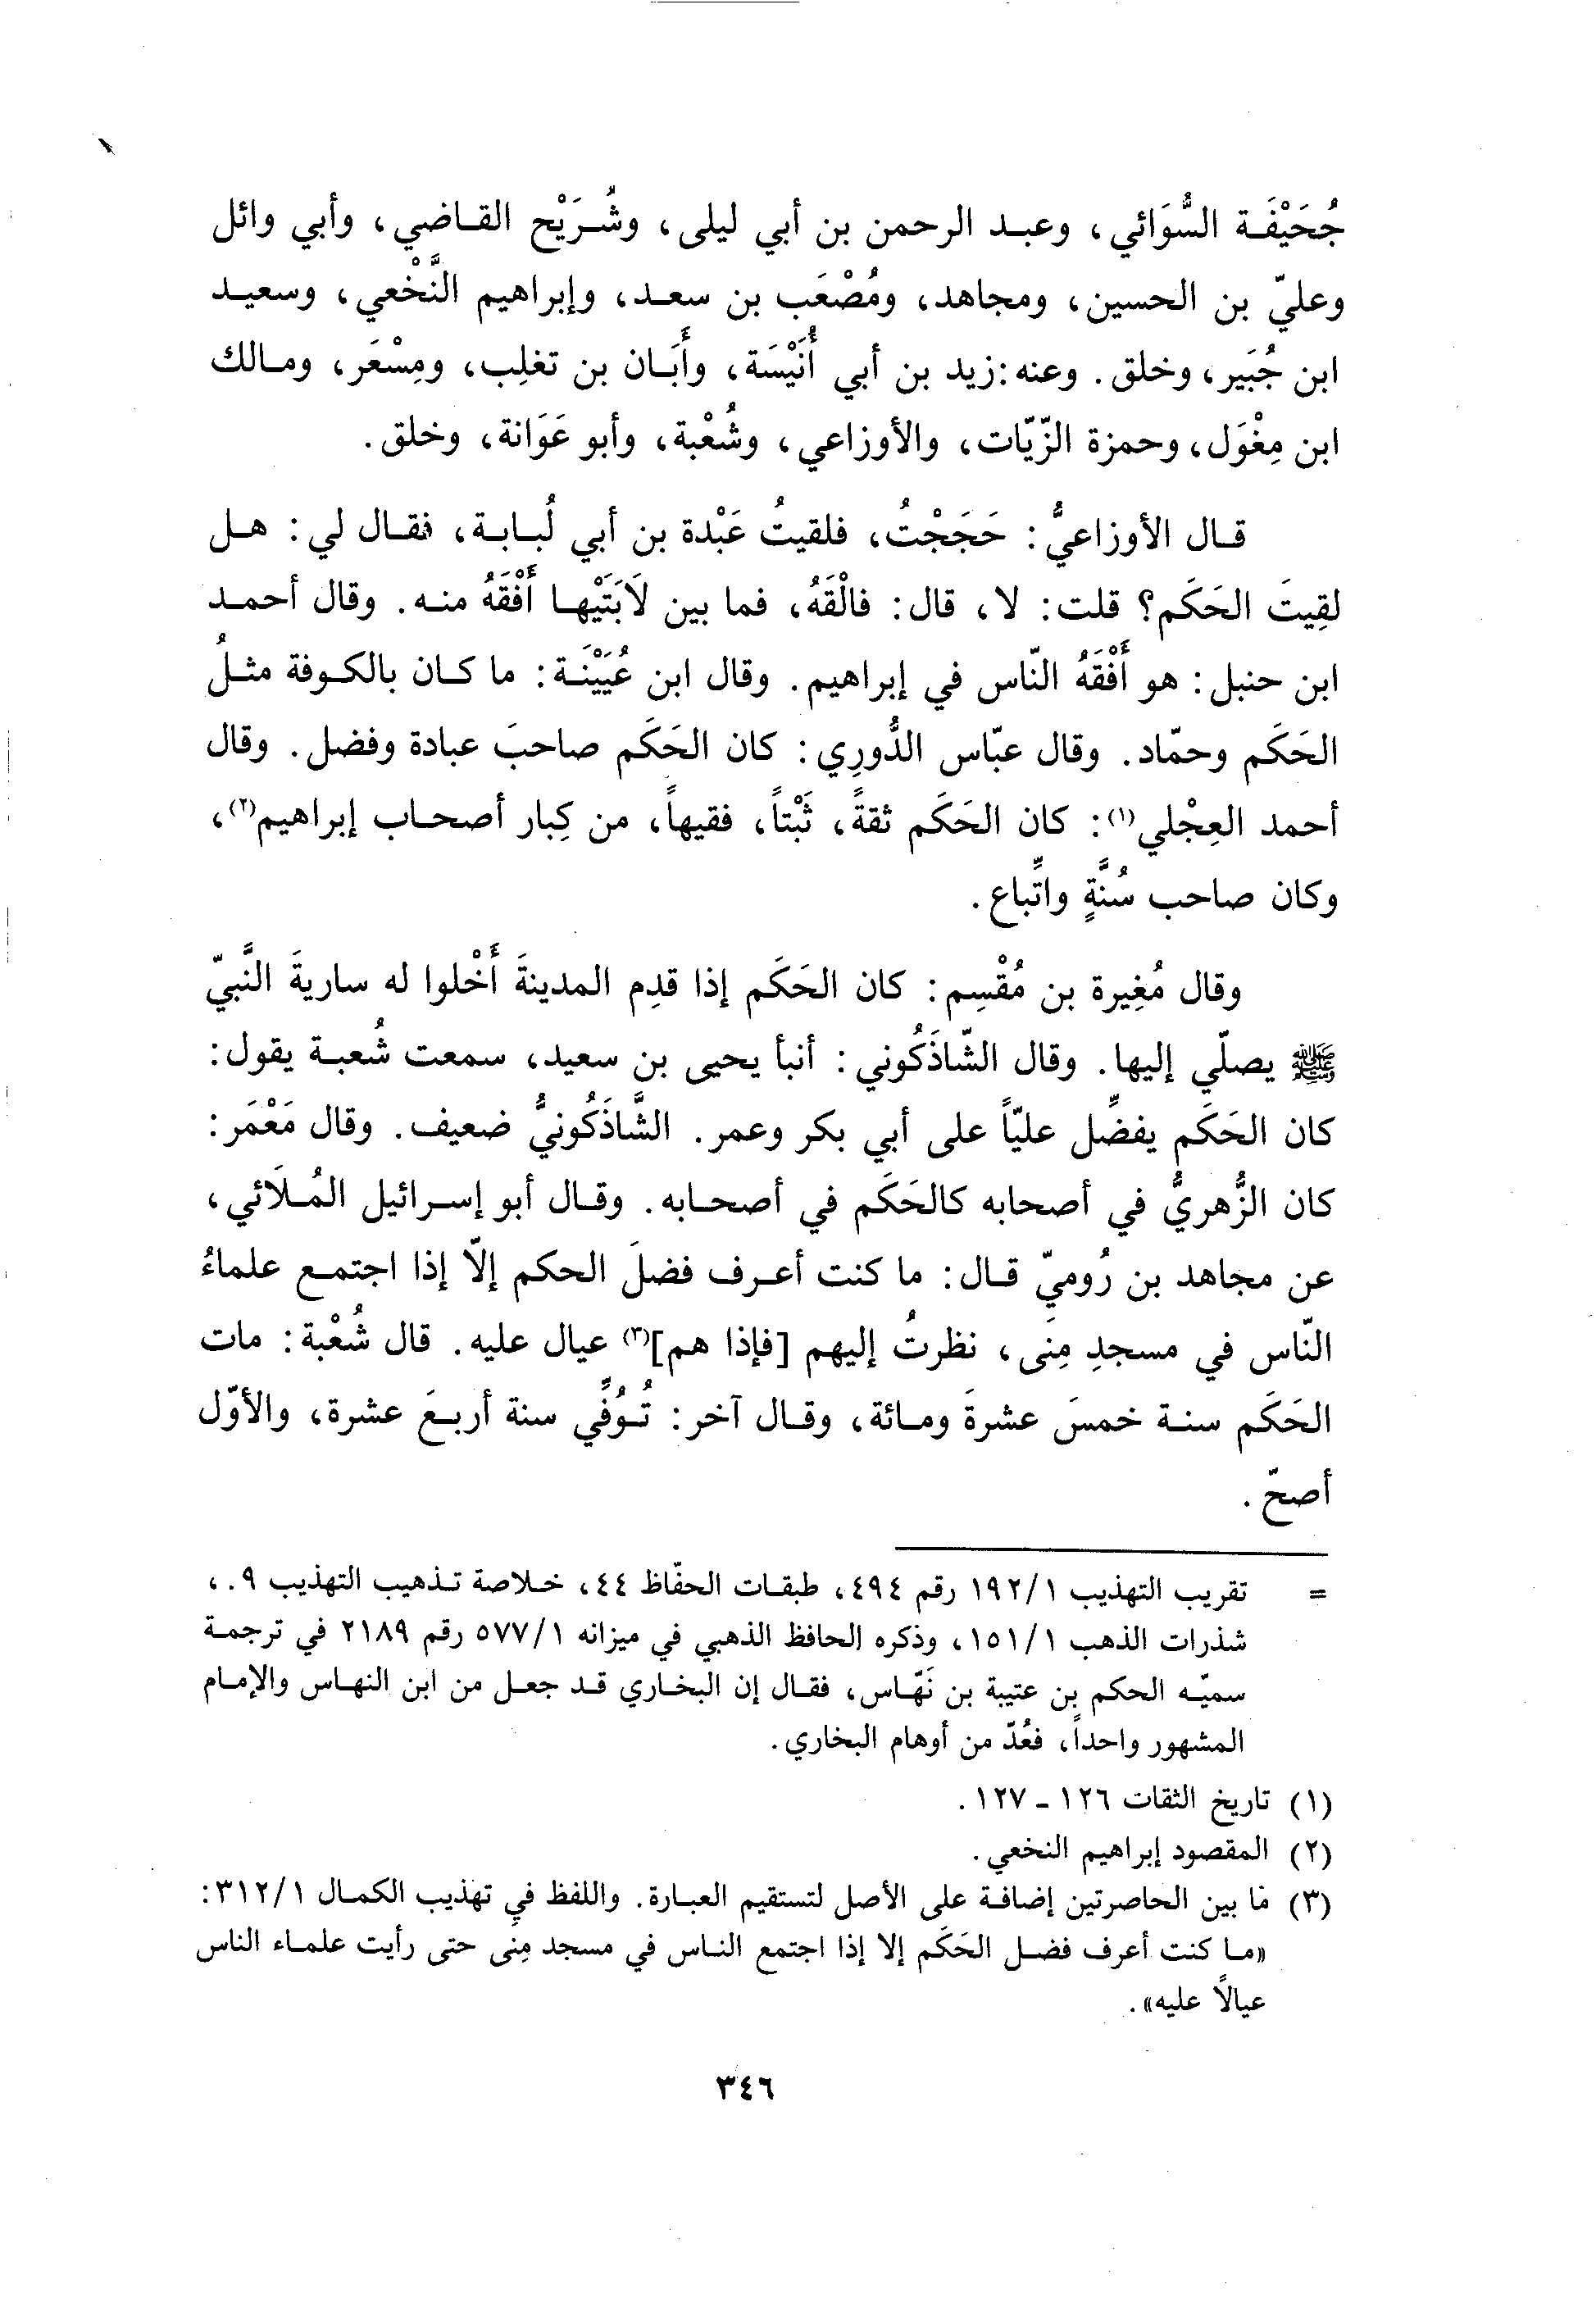 جُحَيْفَة السُّوَائي، وعبد الرحمن بن أبي ليلى، وشُرَيْح القاضي، وأبي وائل
وعليّ بن الحسين، ومجاهد، ومُصْعَب بن سعد، وإبراهيم النَّخْعي، وسعيد
ابن جُبَير، وخلق. وعنه: زيد بن أبي أُنَيْسَة، وأَبَان بن تغلِب، ومِسْعَر، ومالك
ابن مِغْوَل، وحمزة الزّيّات، والأوزاعي، وشُعْبة، وأبو عَوَانة، وخلق.
قال الأوزاعيُّ: حَجَجْتُ، فلقيتُ عَبْدة بن أبي لُبابة، فقال لي: هل
لقِيتَ الحَكَم؟ قلت: لا، قال: فالْقَهُ، فما بين لَابَتَيْها أَفْقَهُ منه. وقال أحمد
ابن حنبل: هو أَفْقَهُ النّاس في إبراهيم. وقال ابن عُيَيْنَة: ما كان بالكوفة مثلُ
الحَكَم وحمّاد. وقال عبّاس الدُّورِي: كان الحَكَم صاحبَ عبادة وفضل. وقال
أحمد العِجْلي(١): كان الحَكَم ثقةً، ثَبْتاً، فقيهاً، من كِبار أصحاب إبراهيم(٢)،
وكان صاحب سُنَّةٍ واتِّباع.
وقال مُغِيرة بن مُقْسِم: كان الحَكَم إذا قدِم المدينةَ أَخْلوا له ساريةَ النَّبيّ
ﷺ يصلّي إليها. وقال الشّاذَكُوني: أنبأ يحيى بن سعيد، سمعت شُعبة يقول:
كان الحَكَم يفضِّل عليّاً على أبي بكر وعمر. الشَّاذَكُونيُّ ضعيف. وقال مَعْمَر:
كان الزُّهريُّ في أصحابه كالحَكَم في أصحابه. وقال أبو إسرائيل المُلَائي،
عن مجاهد بن رُوميّ قال: ما كنت أعرف فضلَ الحكم إلّا إذا اجتمع علماءُ
النّاس في مسجدِ مِنَى، نظرتُ إليهم [فإذا هم](٣) عيال عليه. قال شُعْبة: مات
الحَكَم سنة خمسَ عشرةَ ومائة، وقال آخر: تُوُفِّي سنة أربعَ عشرة، والأوّل
أصحّ.
= تقريب التهذيب ١٩٢/١ رقم ٤٩٤، طبقات الحفّاظ ٤٤، خلاصة تذهيب التهذيب ٩.،
شذرات الذهب ١٥١/١، وذكره الحافظ الذهبي في ميزانه ٥٧٧/١ رقم ٢١٨٩ في ترجمة
سميّه الحكم بن عتيبة بن نَهّاس، فقال إن البخاري قد جعل من ابن النهاس والإمام
المشهور واحداً، فعُدّ من أوهام البخاري.
(١) تاريخ الثقات ١٢٦ - ١٢٧.
(٢) المقصود إبراهيم النخعي.
(٣) ما بين الحاصرتين إضافة على الأصل لتستقيم العبارة. واللفظ في تهذيب الكمال ٣١٢/١:
«ما كنت أعرف فضل الحَكَم إلا إذا اجتمع الناس في مسجد مِنى حتى رأيت علماء الناس
عيالًا عليه».
٣٤٦